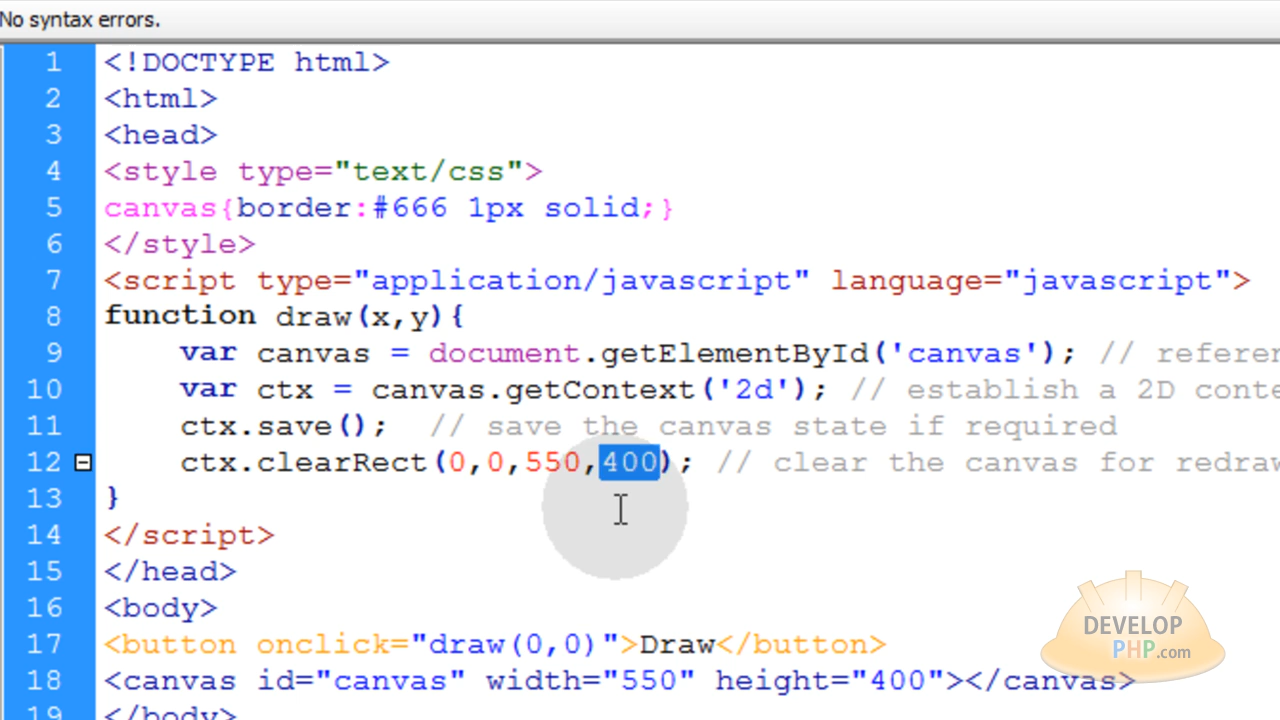 No syntax errors.
1 <!DOCTYPE html>
2 <html>
3 <head>
4 <style type="text/css">
5 canvas{border:#666 1px solid;}
6 </style>
7 <script type="application/javascript" language="javascript">
8 function draw(x,y){
9 var canvas = document.getElementById('canvas'); // referen
10 var ctx = canvas.getContext('2d'); // establish a 2D conte
11 ctx.save(); // save the canvas state if required
12 ctx.clearRect(0,0,550,400); // clear the canvas for redraw
13 }
14 </script>
15 </head>
16 <body>
17 <button onclick="draw(0,0)">Draw</button>
18 <canvas id="canvas" width="550" height="400"></canvas>
19 </body>
DEVELOP
PHP.com